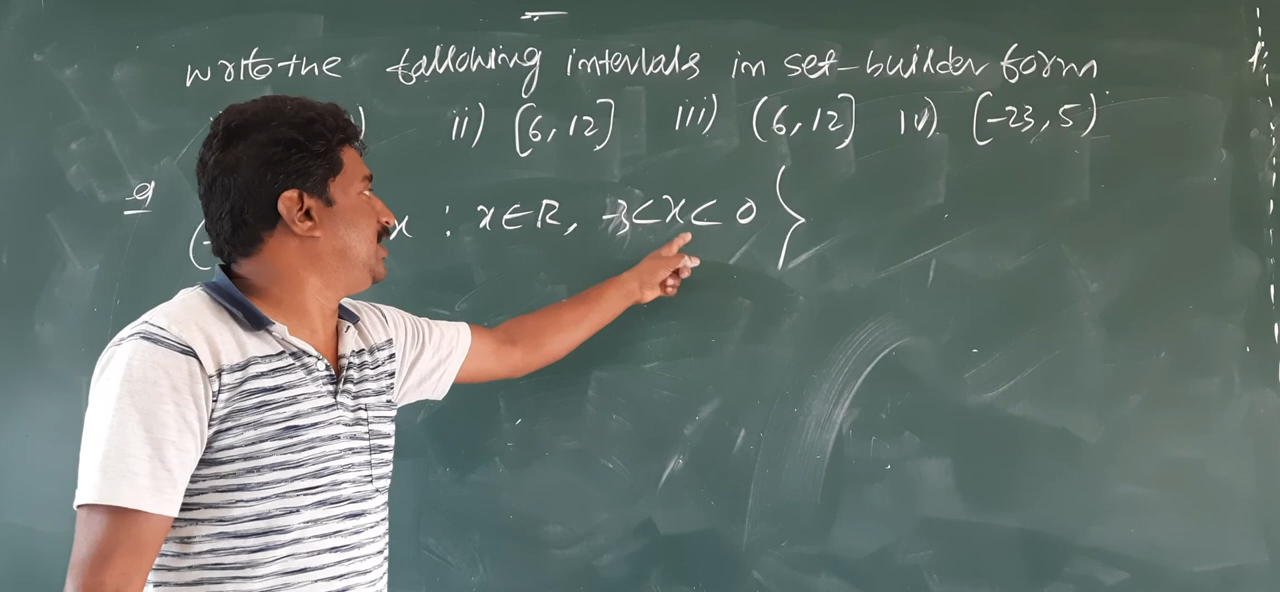 write the following intervals in set-builder form
) ii) [6, 12] iii) (6, 12] iv) [-23, 5)
(- x : x ∈ R, -3 < x < 0 }